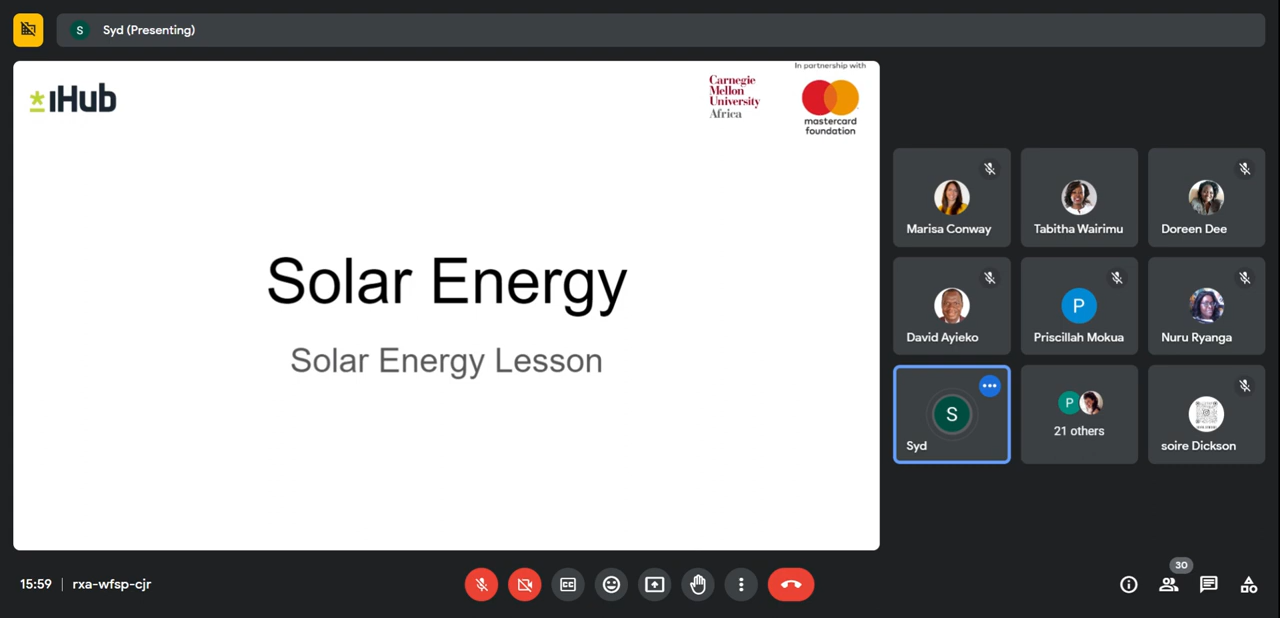 S Syd (Presenting)
iHub
Carnegie
Mellon
University
Africa
In partnership with
mastercard
foundation
Solar Energy
Solar Energy Lesson
Marisa Conway
Tabitha Wairimu
Doreen Dee
David Ayieko
P
Priscillah Mokua
Nuru Ryanga
S
Syd
P
21 others
soire Dickson
15:59 | rxa-wfsp-cjr
CC
30